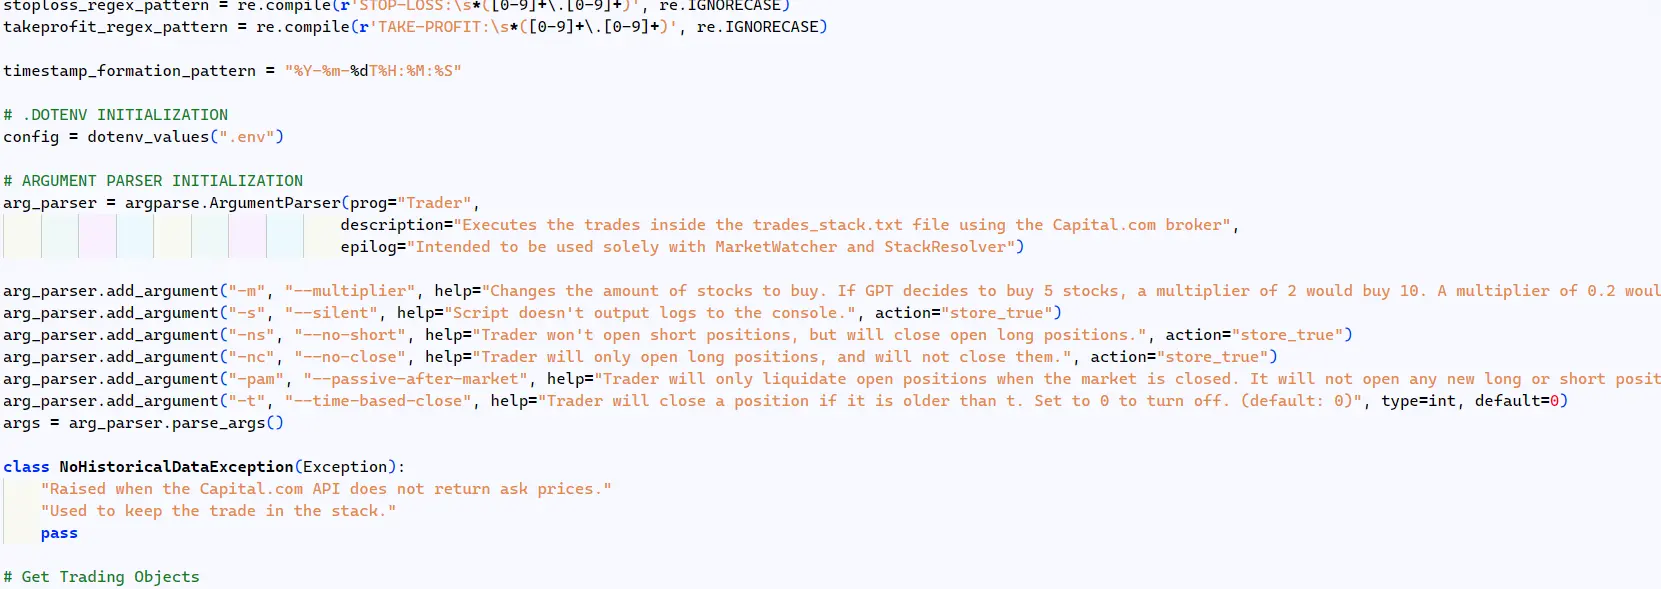 stoploss_regex_pattern = re.compile(r'STOP-LOSS:\s*([0-9]+\.[0-9]+)', re.IGNORECASE)
takeprofit_regex_pattern = re.compile(r'TAKE-PROFIT:\s*([0-9]+\.[0-9]+)', re.IGNORECASE)
timestamp_formation_pattern = "%Y-%m-%dT%H:%M:%S"
# .DOTENV INITIALIZATION
config = dotenv_values(".env")
# ARGUMENT PARSER INITIALIZATION
arg_parser = argparse.ArgumentParser(prog="Trader",
description="Executes the trades inside the trades_stack.txt file using the Capital.com broker",
epilog="Intended to be used solely with MarketWatcher and StackResolver")
arg_parser.add_argument("-m", "--multiplier", help="Changes the amount of stocks to buy. If GPT decides to buy 5 stocks, a multiplier of 2 would buy 10. A multiplier of 0.2 woul
arg_parser.add_argument("-s", "--silent", help="Script doesn't output logs to the console.", action="store_true")
arg_parser.add_argument("-ns", "--no-short", help="Trader won't open short positions, but will close open long positions.", action="store_true")
arg_parser.add_argument("-nc", "--no-close", help="Trader will only open long positions, and will not close them.", action="store_true")
arg_parser.add_argument("-pam", "--passive-after-market", help="Trader will only liquidate open positions when the market is closed. It will not open any new long or short posit
arg_parser.add_argument("-t", "--time-based-close", help="Trader will close a position if it is older than t. Set to 0 to turn off. (default: 0)", type=int, default=0)
args = arg_parser.parse_args()
class NoHistoricalDataException(Exception):
"Raised when the Capital.com API does not return ask prices."
"Used to keep the trade in the stack."
pass
# Get Trading Objects